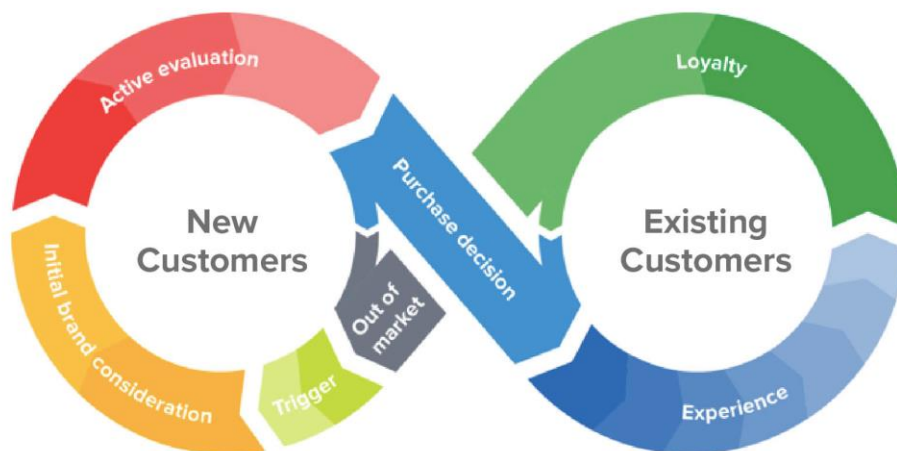 Active evaluation
Loyalty
New
Customers
Purchase decision
Existing
Customers
Initial brand consideration
Out of
market
Trigger
Experience